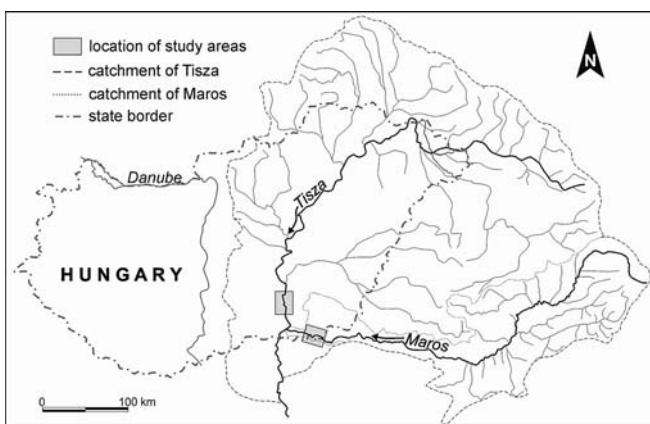 location of study areas
catchment of Tisza
catchment of Maros
state border
N
Danube
Tisza
HUNGARY
Maros
0 100 km